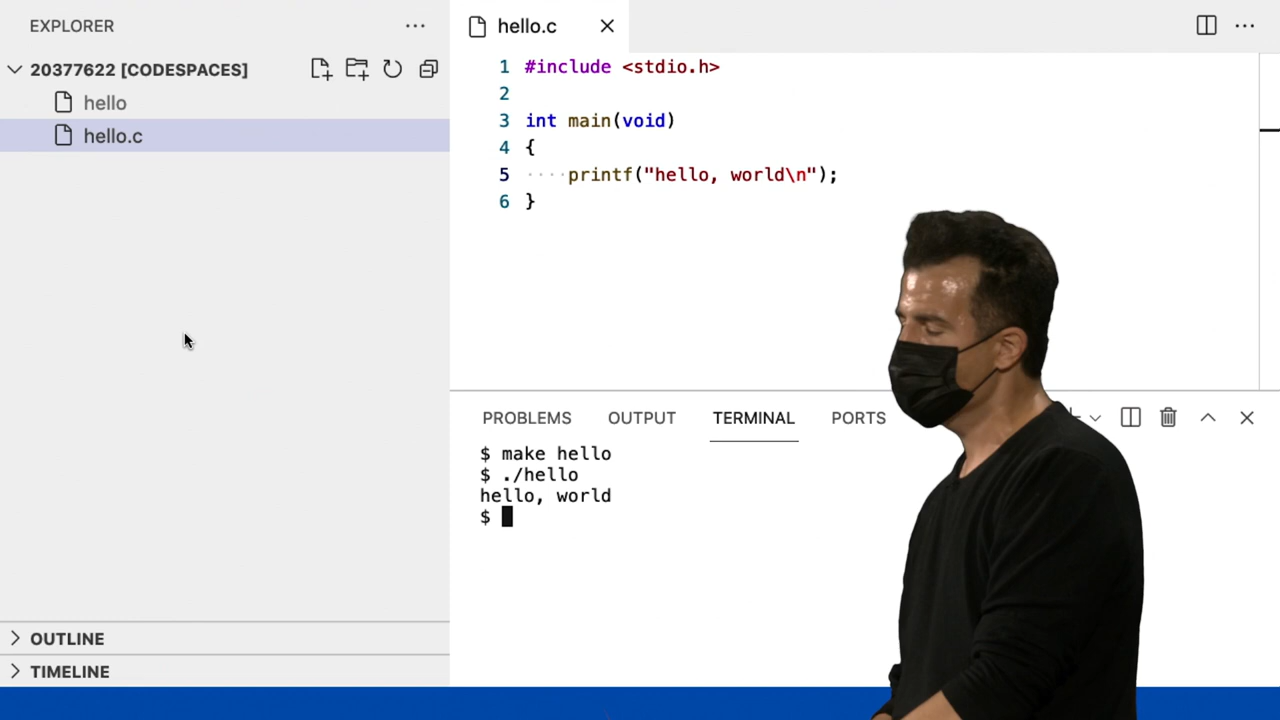 EXPLORER
20377622 [CODESPACES]
hello
hello.c
OUTLINE
TIMELINE
hello.c
1 #include <stdio.h>
2
3 int main(void)
4 {
5 ····printf("hello, world\n");
6 }
PROBLEMS OUTPUT TERMINAL PORTS
$ make hello
$ ./hello
hello, world
$